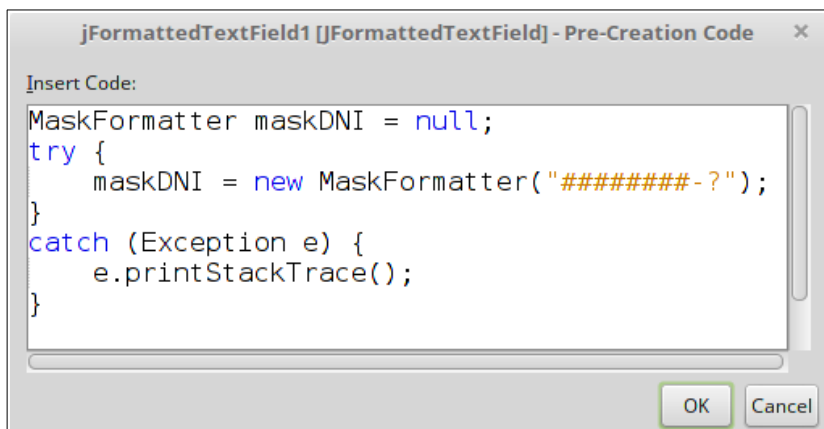 jFormattedTextField1 [JFormattedTextField] - Pre-Creation Code ×
Insert Code:
MaskFormatter maskDNI = null;
try {
    maskDNI = new MaskFormatter("########-?");
}
catch (Exception e) {
    e.printStackTrace();
}
OK Cancel